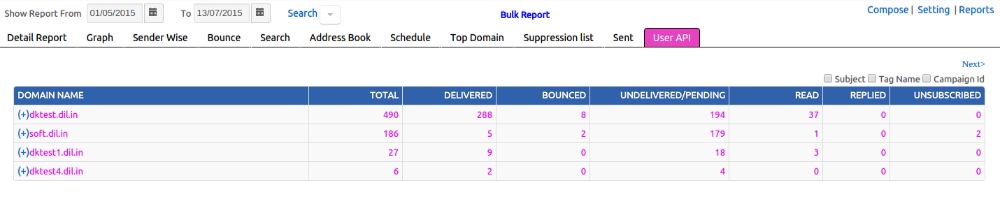 Show Report From 01/05/2015 To 13/07/2015 Search Bulk Report Compose | Setting | Reports
Detail Report Graph Sender Wise Bounce Search Address Book Schedule Top Domain Suppression list Sent User API
Next>
Subject Tag Name Campaign Id
DOMAIN NAME TOTAL DELIVERED BOUNCED UNDELIVERED/PENDING READ REPLIED UNSUBSCRIBED
(+)dktest.dil.in 490 288 8 194 37 0 0
(+)soft.dil.in 186 5 2 179 1 0 2
(+)dktest1.dil.in 27 9 0 18 3 0 0
(+)dktest4.dil.in 6 2 0 4 0 0 0